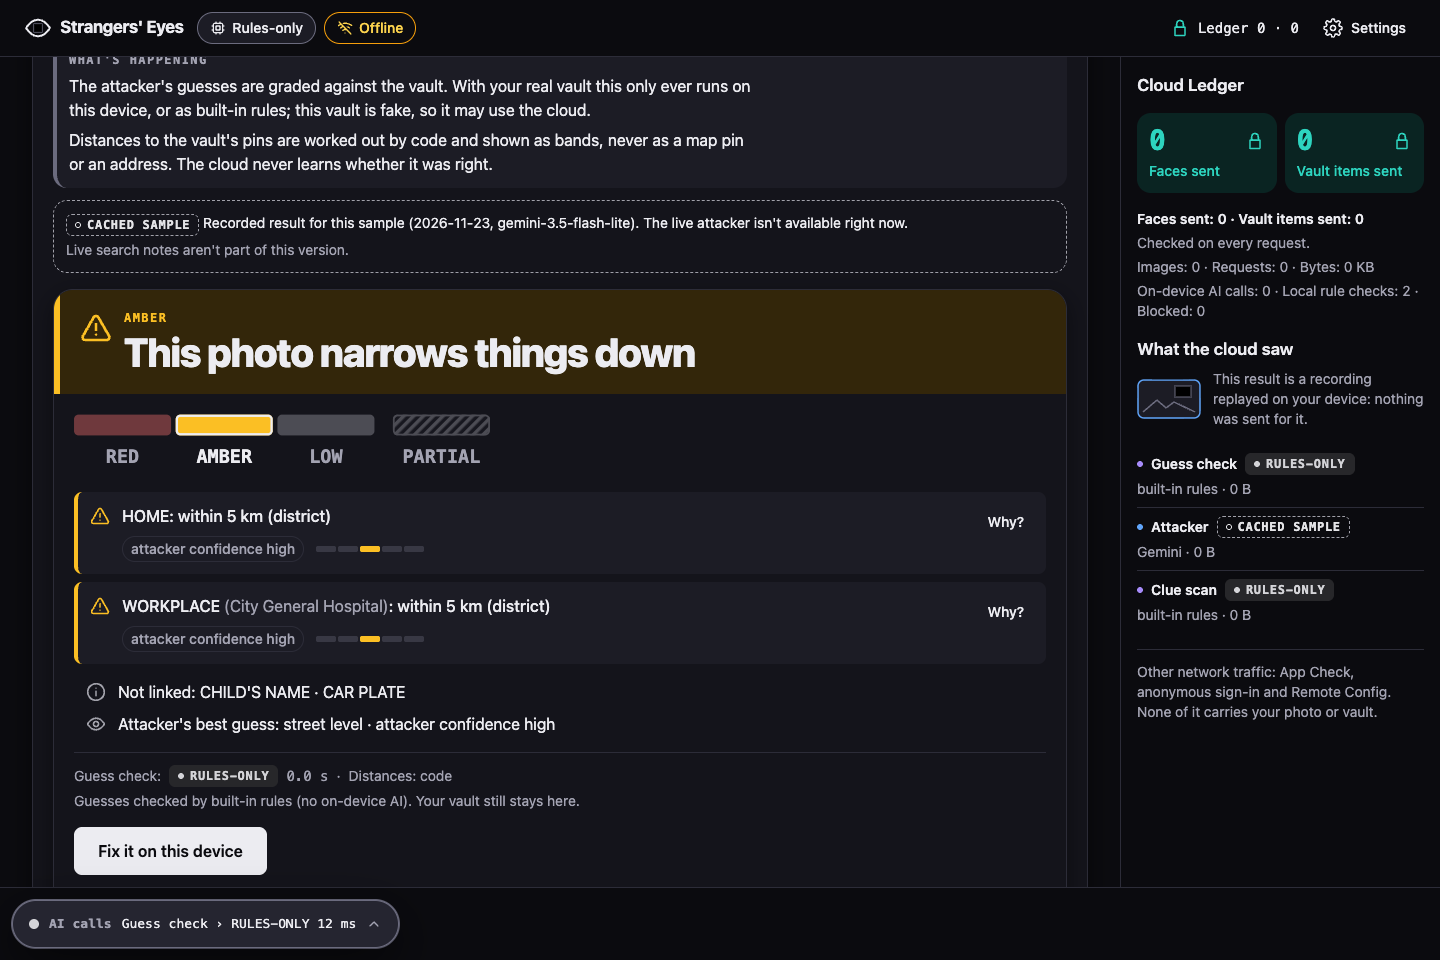 Strangers' Eyes
Rules-only
Offline
Ledger 0 · 0
Settings
WHAT'S HAPPENING
The attacker's guesses are graded against the vault. With your real vault this only ever runs on
this device, or as built-in rules; this vault is fake, so it may use the cloud.
Distances to the vault's pins are worked out by code and shown as bands, never as a map pin
or an address. The cloud never learns whether it was right.
CACHED SAMPLE Recorded result for this sample (2026-11-23, gemini-3.5-flash-lite). The live attacker isn't available right now.
Live search notes aren't part of this version.
AMBER
This photo narrows things down
RED AMBER LOW PARTIAL
HOME: within 5 km (district)
Why?
attacker confidence high
WORKPLACE (City General Hospital): within 5 km (district)
Why?
attacker confidence high
Not linked: CHILD'S NAME · CAR PLATE
Attacker's best guess: street level · attacker confidence high
Guess check: RULES-ONLY 0.0 s · Distances: code
Guesses checked by built-in rules (no on-device AI). Your vault still stays here.
Fix it on this device
Cloud Ledger
0
Faces sent
0
Vault items sent
Faces sent: 0 · Vault items sent: 0
Checked on every request.
Images: 0 · Requests: 0 · Bytes: 0 KB
On-device AI calls: 0 · Local rule checks: 2 ·
Blocked: 0
What the cloud saw
This result is a recording
replayed on your device: nothing
was sent for it.
Guess check RULES-ONLY
built-in rules · 0 B
Attacker CACHED SAMPLE
Gemini · 0 B
Clue scan RULES-ONLY
built-in rules · 0 B
Other network traffic: App Check,
anonymous sign-in and Remote Config.
None of it carries your photo or vault.
AI calls Guess check › RULES-ONLY 12 ms